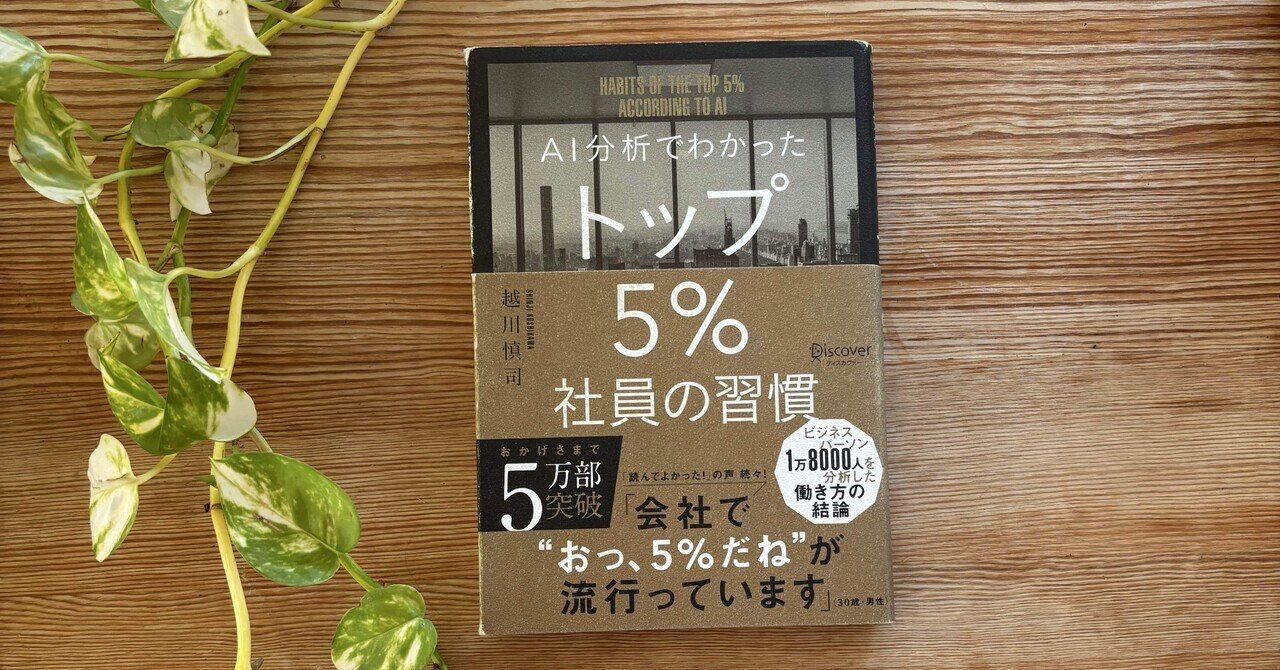 HABITS OF THE TOP 5%
ACCORDING TO AI
AI分析でわかった
トップ
5%
社員の習慣
越川慎司
SHINJI KOSHIKAWA
Discover
ディスカヴァー
ビジネス
パーソン
1万8000人を
分析した
働き方の
結論
おかげさまで
5万部
突破
「読んでよかった!」の声 続々!
「会社で
“おっ、5%だね”が
流行っています」
(30歳・男性)